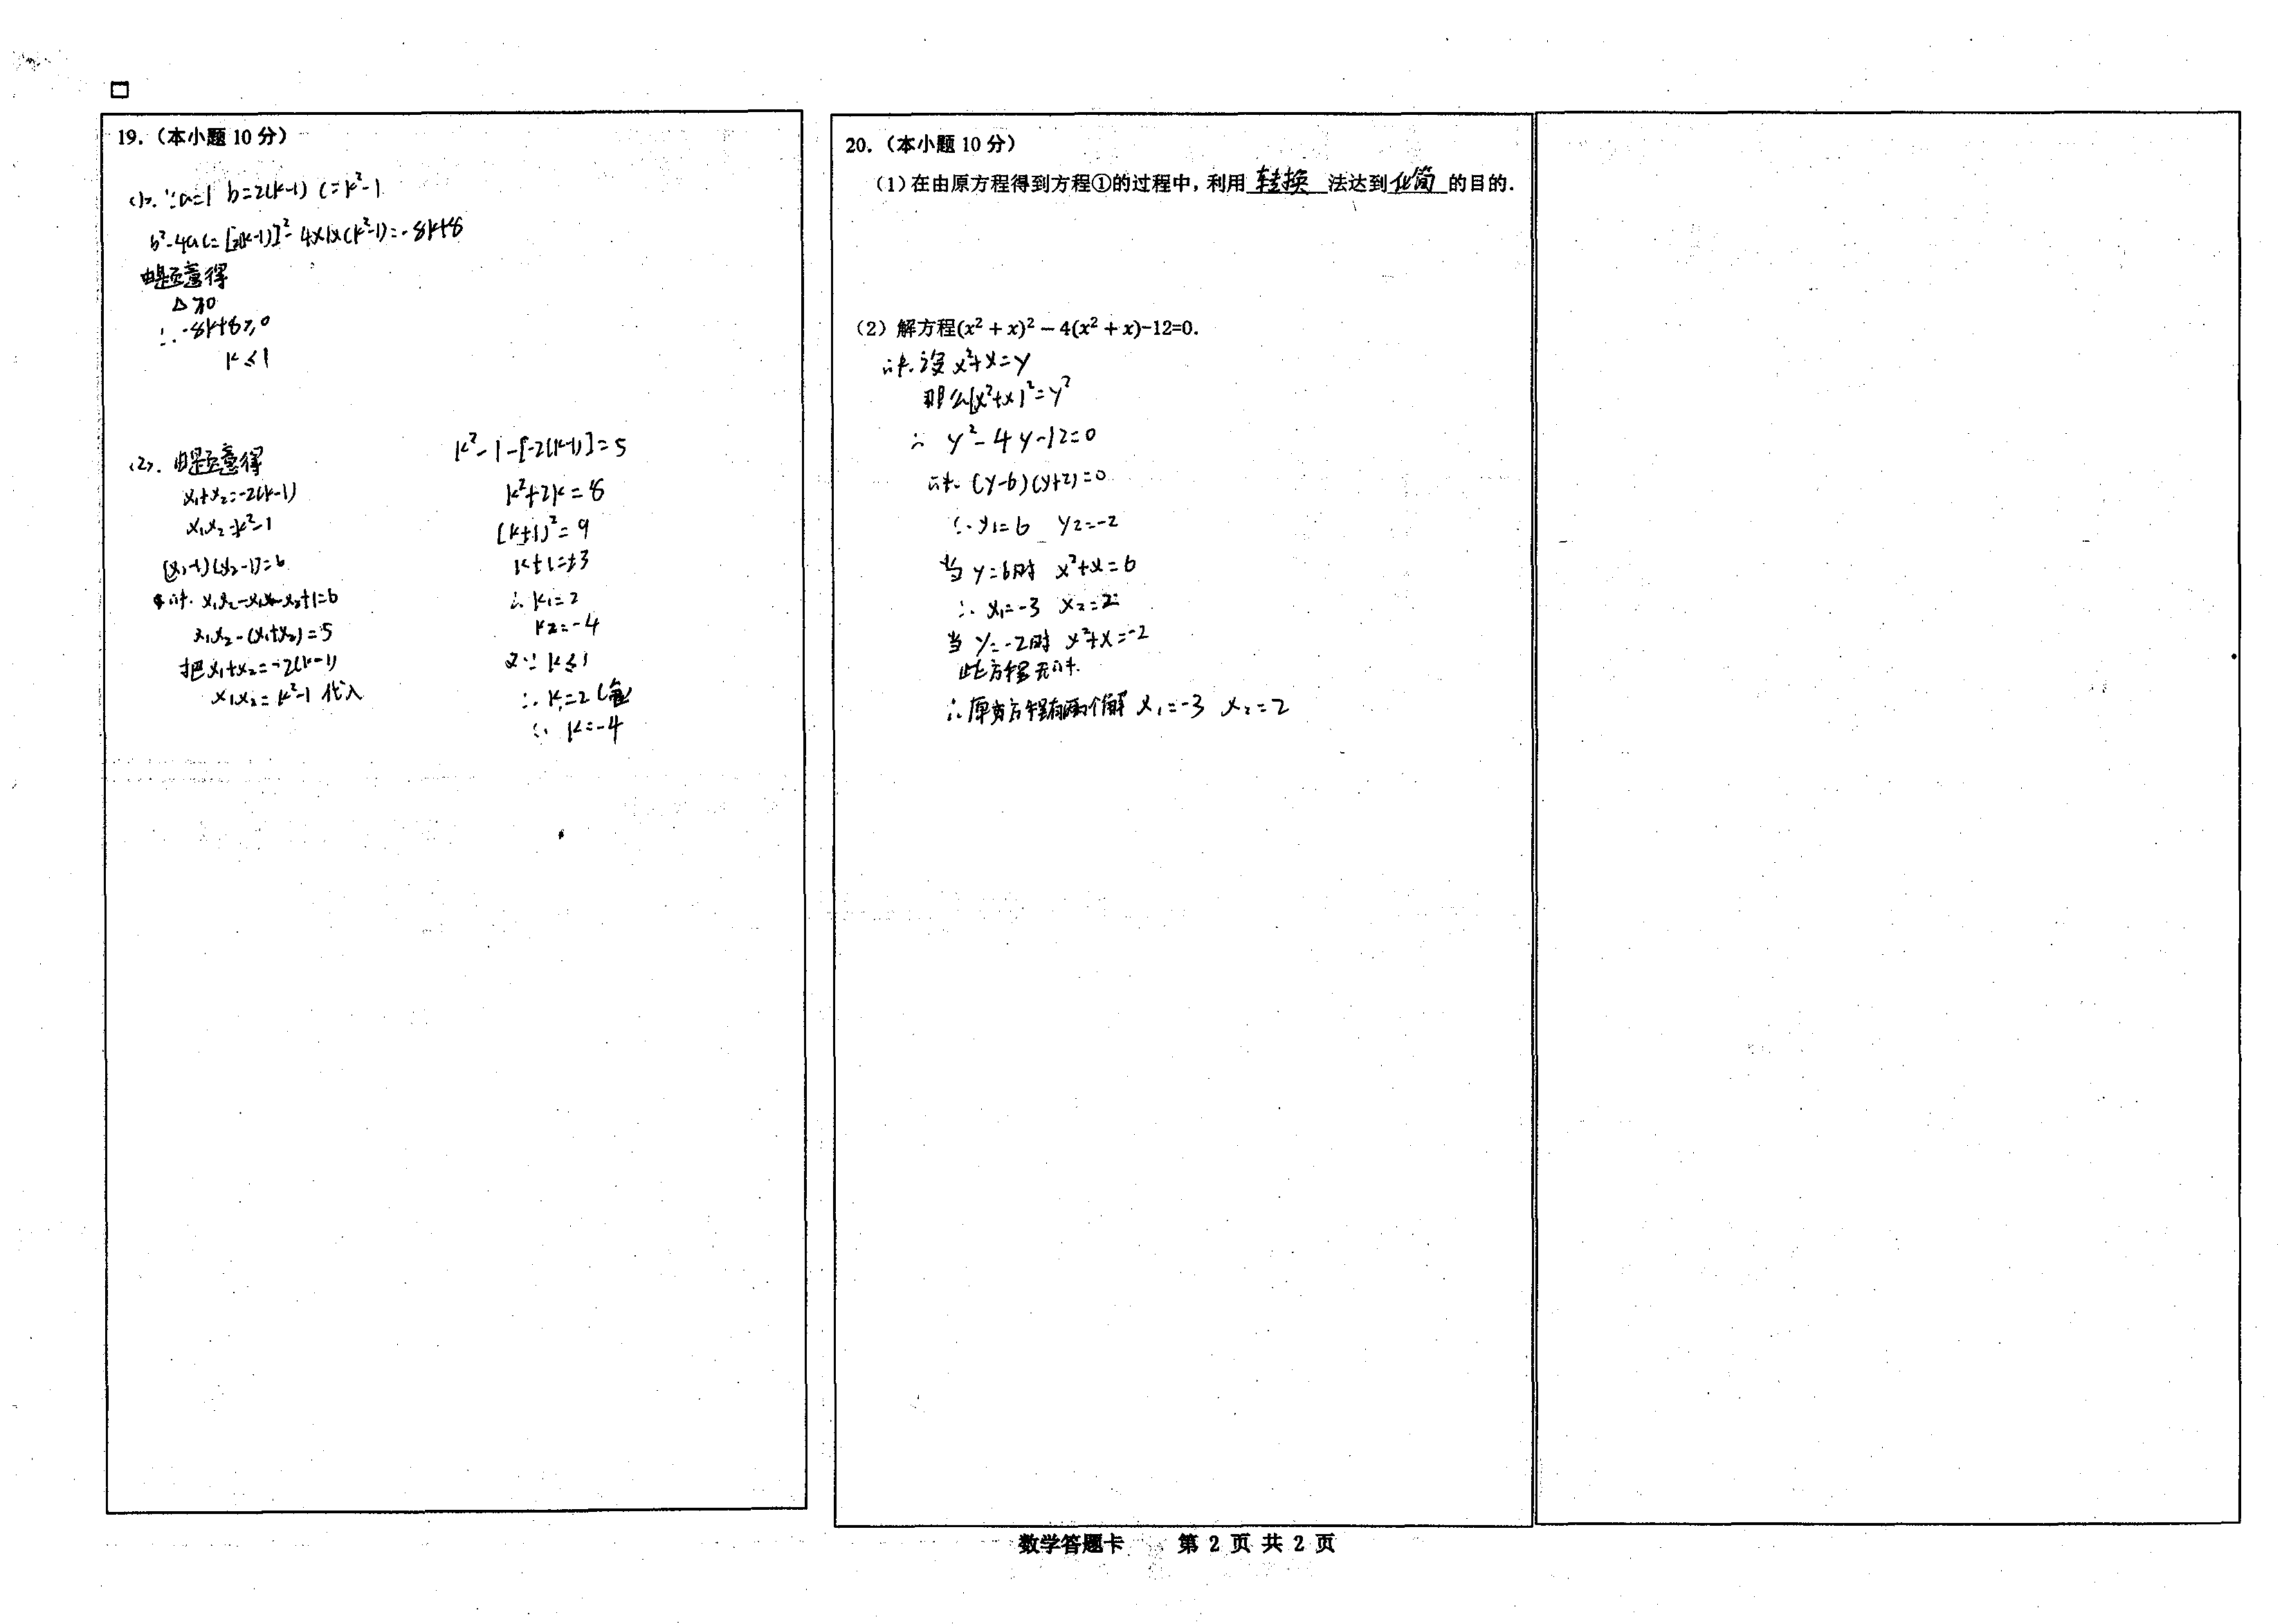 19.（本小题 10 分）
(1). ∵a=1 b=2(k-1) c=k²-1
b²-4ac=[2(k-1)]²-4×1×(k²-1)=-8k+8
由题意得
△≥0
∴ -8k+8≥0
k≤1
(2). 由题意得
x₁+x₂=-2(k-1)
x₁x₂=k²-1
(x₁-1)(x₂-1)=6
解. x₁x₂-x₁-x₂+1=6
x₁x₂-(x₁+x₂)=5
把x₁+x₂=-2(k-1)
x₁x₂=k²-1 代入
k²-1-[-2(k-1)]=5
k²+2k=8
(k+1)²=9
k+1=±3
∴ k₁=2
k₂=-4
又∵ k≤1
∴ k=2(舍)
∴ k=-4
20.（本小题 10 分）
（1）在由原方程得到方程①的过程中，利用 转换 法达到 化简 的目的.
（2）解方程(x² + x)² − 4(x² + x)-12=0.
解. 设 x²+x=y
那么(x²+x)²=y²
∴ y²-4y-12=0
解. (y-6)(y+2)=0
∴ y₁=6 y₂=-2
当 y=6时 x²+x=6
∴ x₁=-3 x₂=2
当 y=-2时 x²+x=-2
此方程无解.
∴原方程有两个解 x₁=-3 x₂=2
数学答题卡 第 2 页 共 2 页